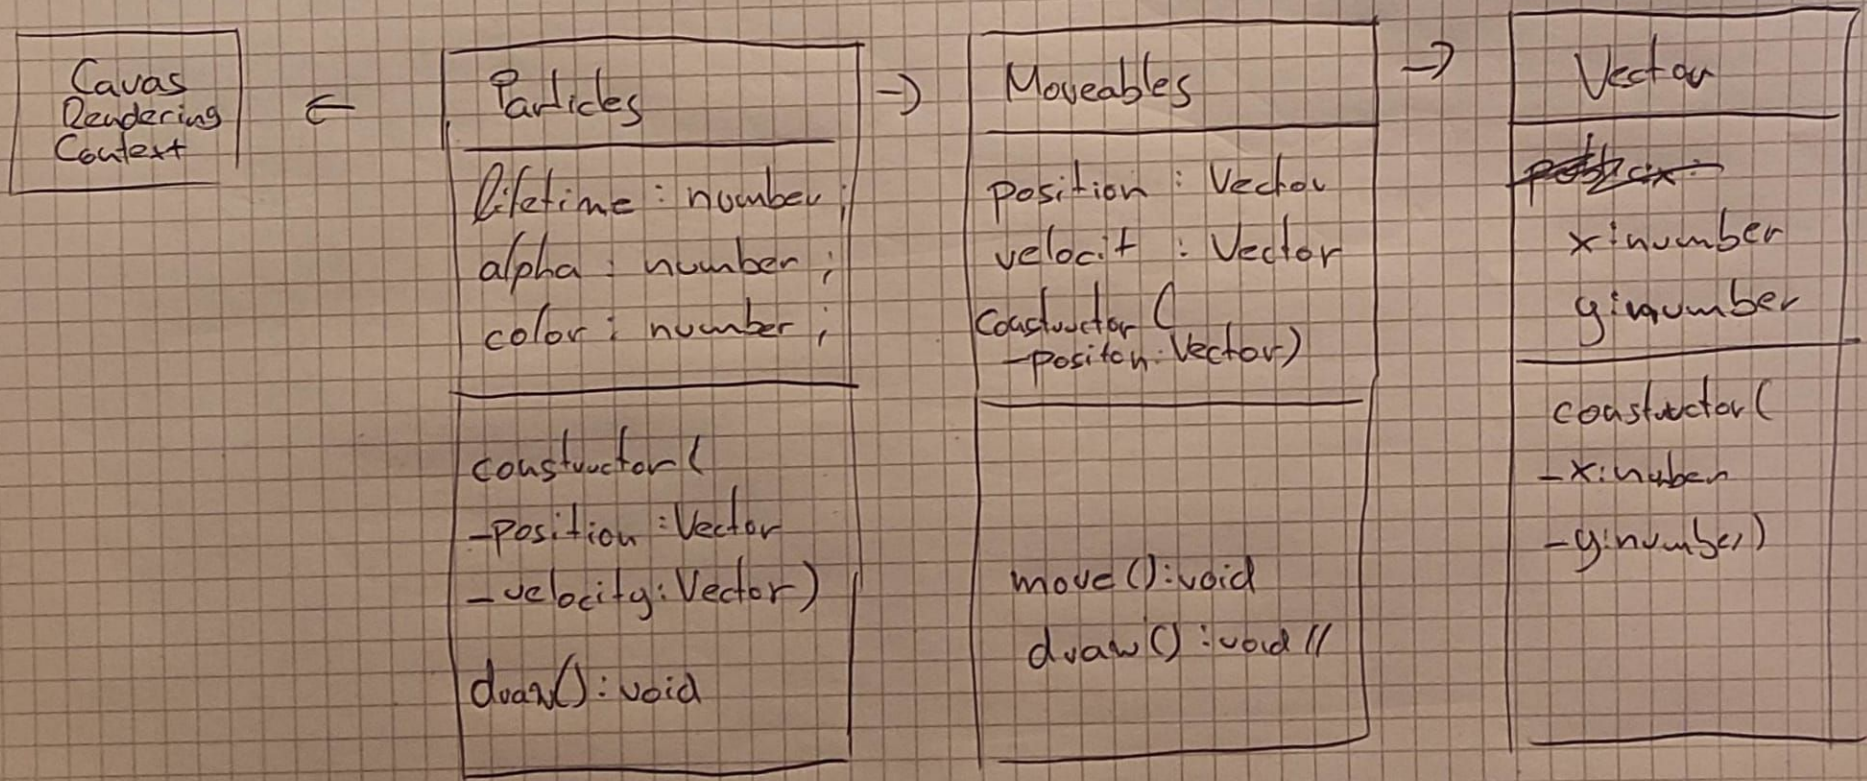 Cavas
Rendering
Context
←
Particles
lifetime : number ;
alpha : number ;
color : number ;
constructor (
-position : Vector
-velocity : Vector)
draw() : void
→
Moveables
position : Vector
velocit : Vector
Constructor (
-positon : Vector)
move () : void
draw () : void //
→
Vector
x : number
y : number
constructor (
-x : number
-y : number)